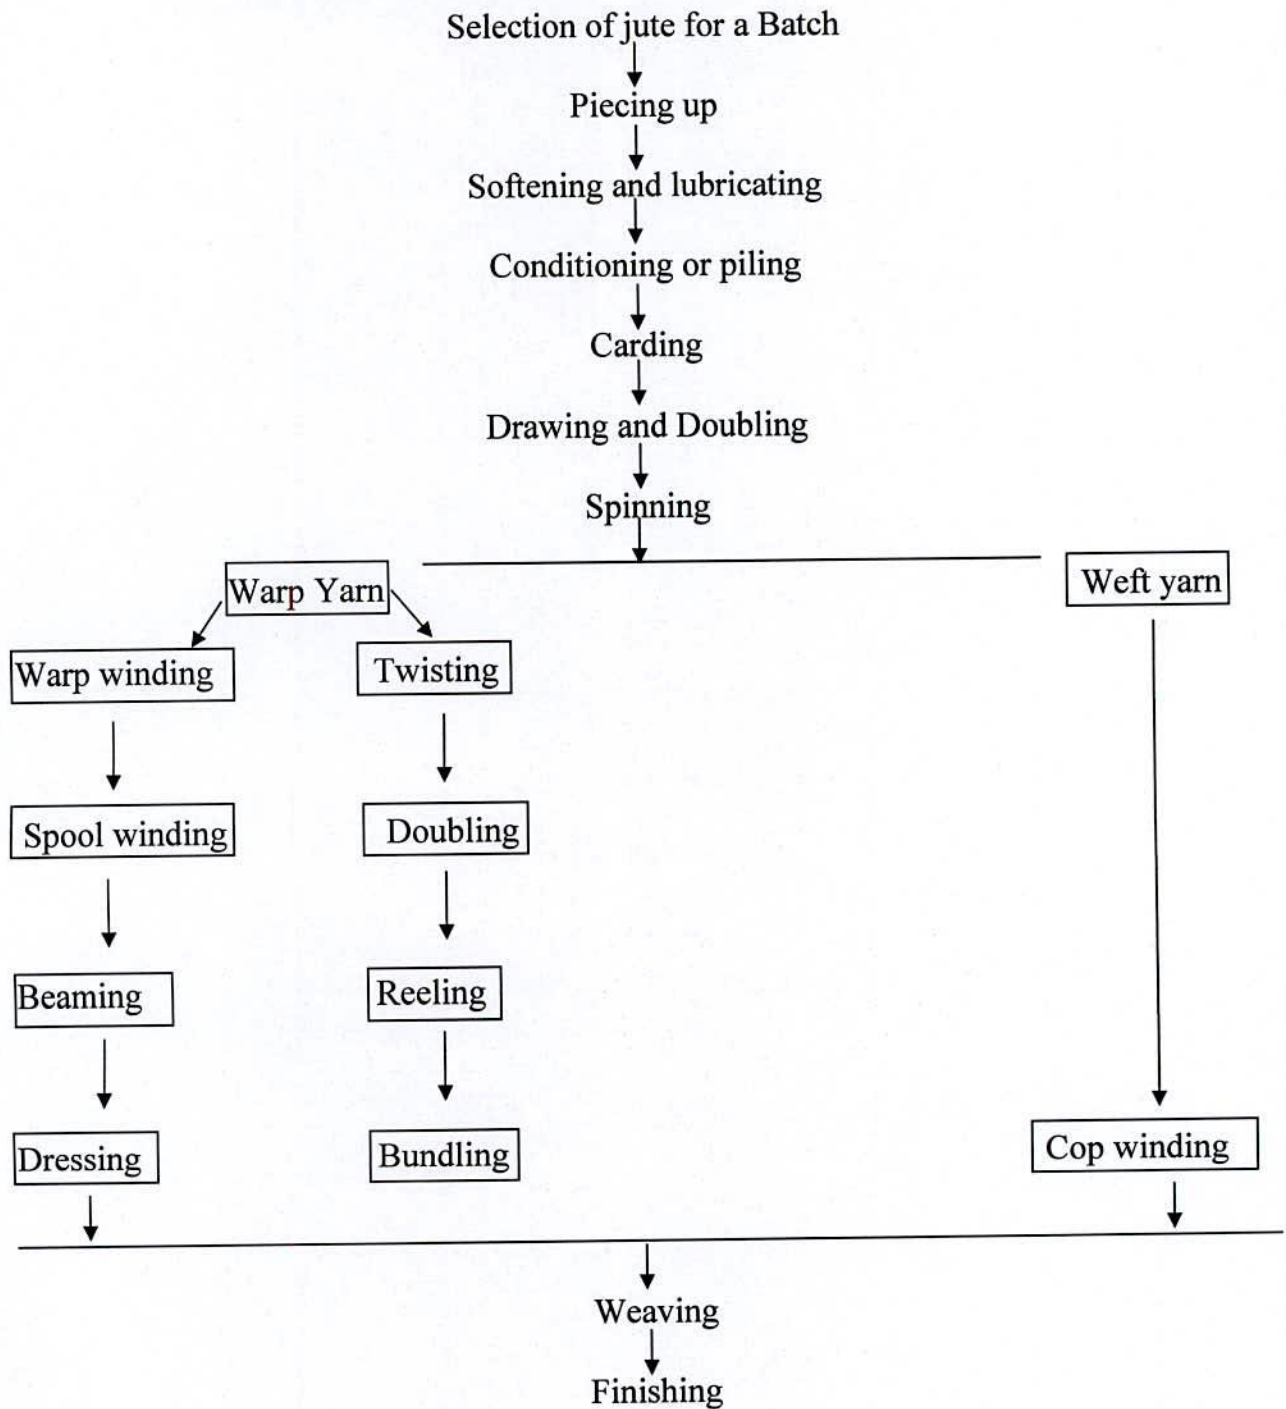 Selection of jute for a Batch
Piecing up
Softening and lubricating
Conditioning or piling
Carding
Drawing and Doubling
Spinning
Warp Yarn
Weft yarn
Warp winding
Twisting
Spool winding
Doubling
Beaming
Reeling
Dressing
Bundling
Cop winding
Weaving
Finishing